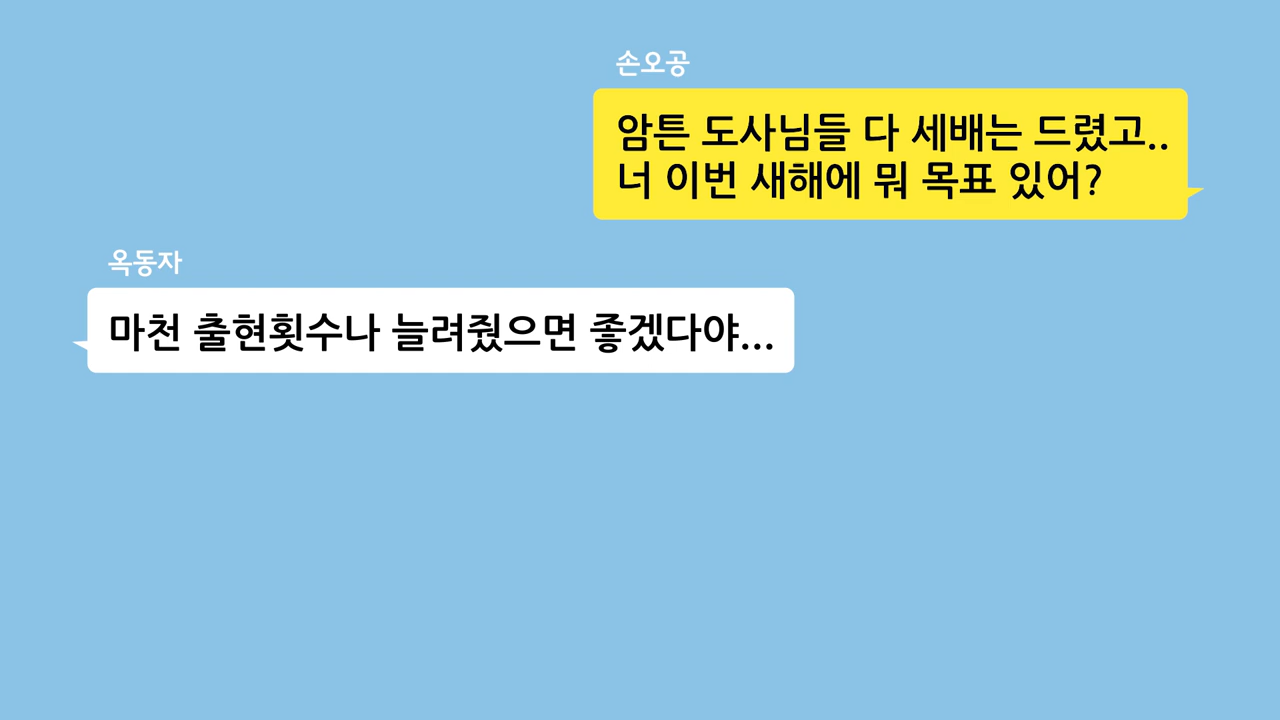 손오공
암튼 도사님들 다 세배는 드렸고..
너 이번 새해에 뭐 목표 있어?
옥동자
마천 출현횟수나 늘려줬으면 좋겠다야...